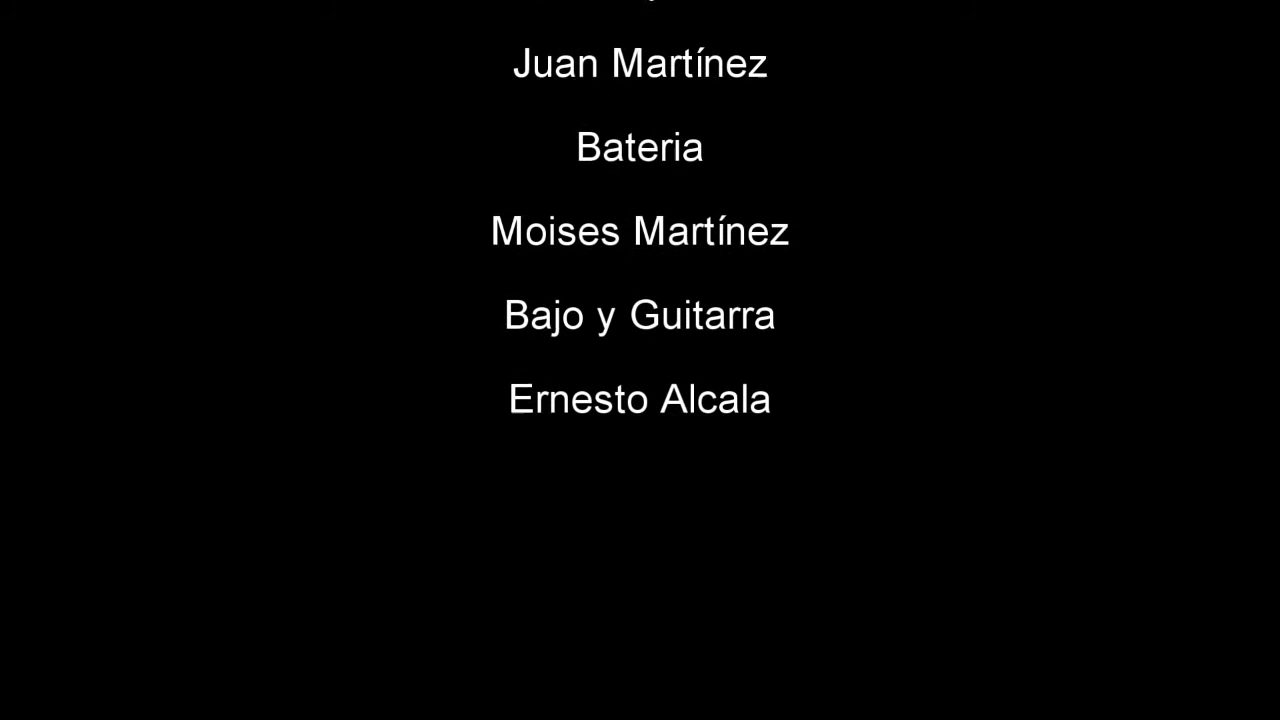 Juan Martínez
Bateria
Moises Martínez
Bajo y Guitarra
Ernesto Alcala